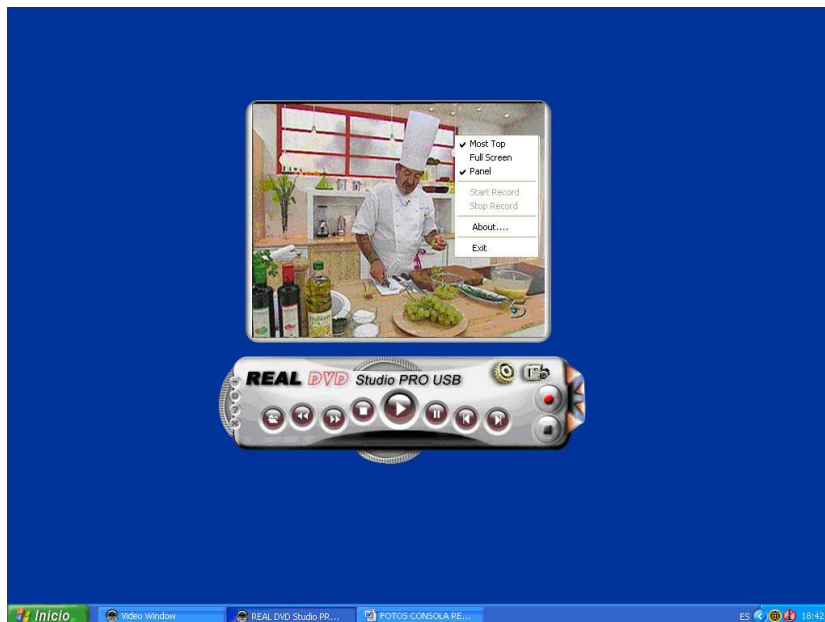 Most Top
Full Screen
Panel
Start Record
Stop Record
About....
Exit
REAL DVD Studio PRO USB
Inicio
Video Window
REAL DVD Studio PR...
FOTOS CONSOLA RE...
ES
18:42